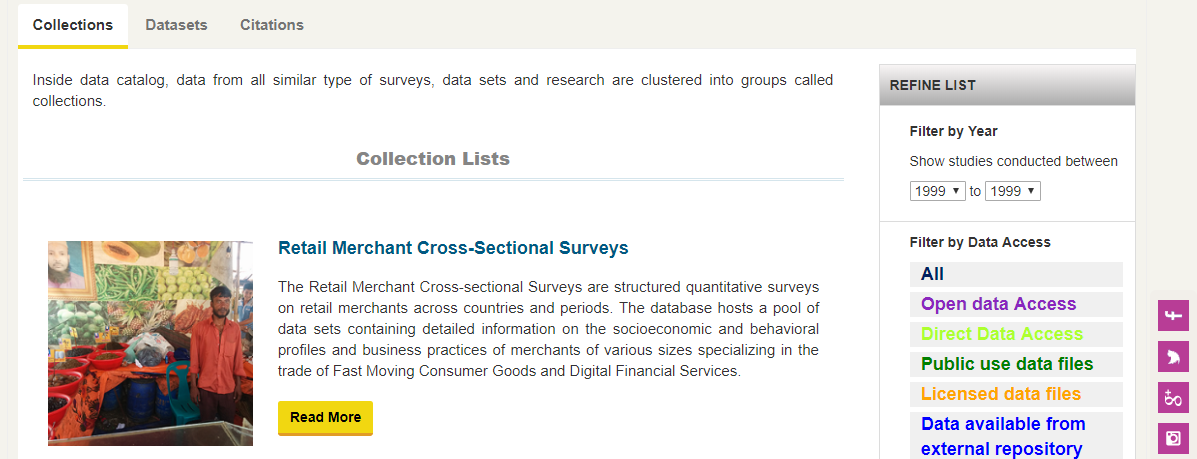 Collections Datasets Citations
Inside data catalog, data from all similar type of surveys, data sets and research are clustered into groups called
collections.
Collection Lists
Retail Merchant Cross-Sectional Surveys
The Retail Merchant Cross-sectional Surveys are structured quantitative surveys
on retail merchants across countries and periods. The database hosts a pool of
data sets containing detailed information on the socioeconomic and behavioral
profiles and business practices of merchants of various sizes specializing in the
trade of Fast Moving Consumer Goods and Digital Financial Services.
Read More
REFINE LIST
Filter by Year
Show studies conducted between
1999 to 1999
Filter by Data Access
All
Open data Access
Direct Data Access
Public use data files
Licensed data files
Data available from
external repository